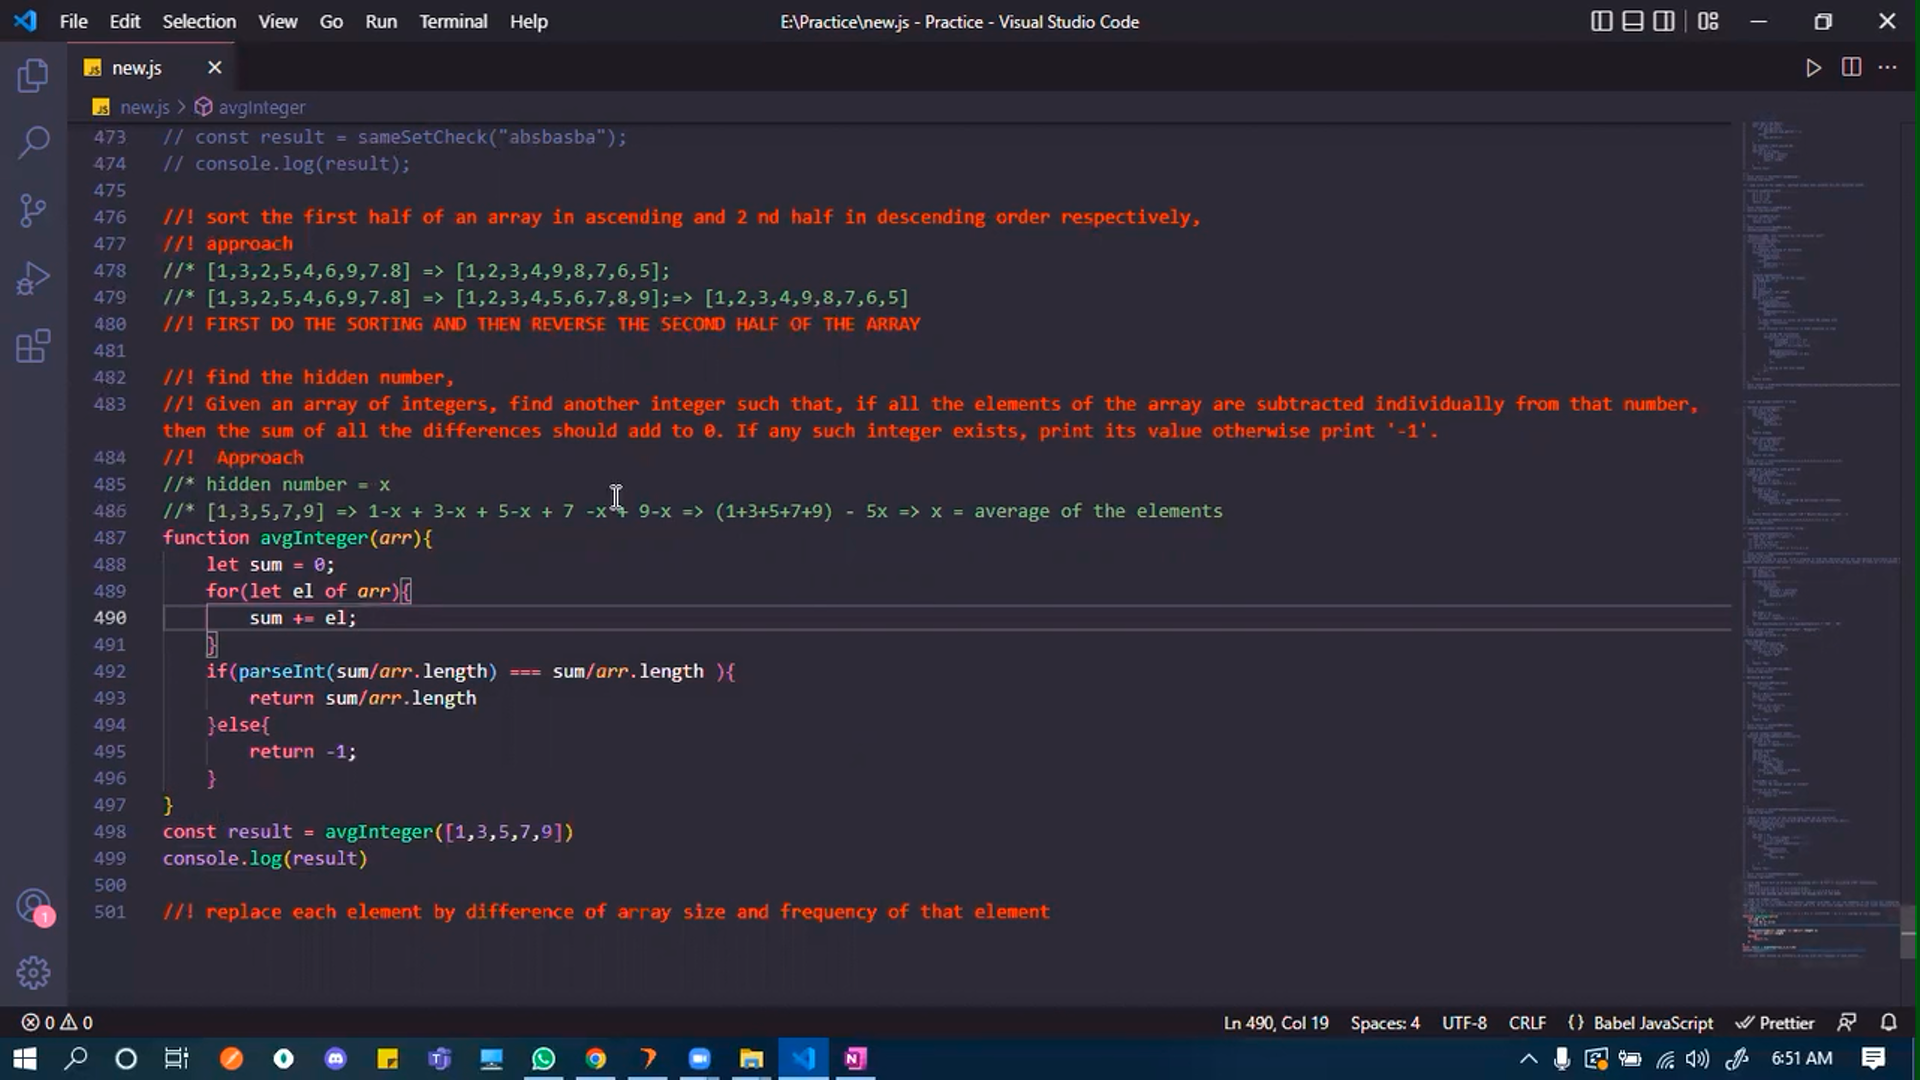 File Edit Selection View Go Run Terminal Help E:\Practice\new.js - Practice - Visual Studio Code
JS new.js
JS new.js > avgInteger
473 // const result = sameSetCheck("absbasba");
474 // console.log(result);
475
476 //! sort the first half of an array in ascending and 2 nd half in descending order respectively,
477 //! approach
478 //* [1,3,2,5,4,6,9,7.8] => [1,2,3,4,9,8,7,6,5];
479 //* [1,3,2,5,4,6,9,7.8] => [1,2,3,4,5,6,7,8,9];=> [1,2,3,4,9,8,7,6,5]
480 //! FIRST DO THE SORTING AND THEN REVERSE THE SECOND HALF OF THE ARRAY
481
482 //! find the hidden number,
483 //! Given an array of integers, find another integer such that, if all the elements of the array are subtracted individually from that number,
then the sum of all the differences should add to 0. If any such integer exists, print its value otherwise print '-1'.
484 //!  Approach
485 //* hidden number = x
486 //* [1,3,5,7,9] => 1-x + 3-x + 5-x + 7 -x + 9-x => (1+3+5+7+9) - 5x => x = average of the elements
487 function avgInteger(arr){
488     let sum = 0;
489     for(let el of arr){
490         sum += el;
491     }
492     if(parseInt(sum/arr.length) === sum/arr.length ){
493         return sum/arr.length
494     }else{
495         return -1;
496     }
497 }
498 const result = avgInteger([1,3,5,7,9])
499 console.log(result)
500
501 //! replace each element by difference of array size and frequency of that element
1
0 0 Ln 490, Col 19 Spaces: 4 UTF-8 CRLF {} Babel JavaScript Prettier
N 6:51 AM